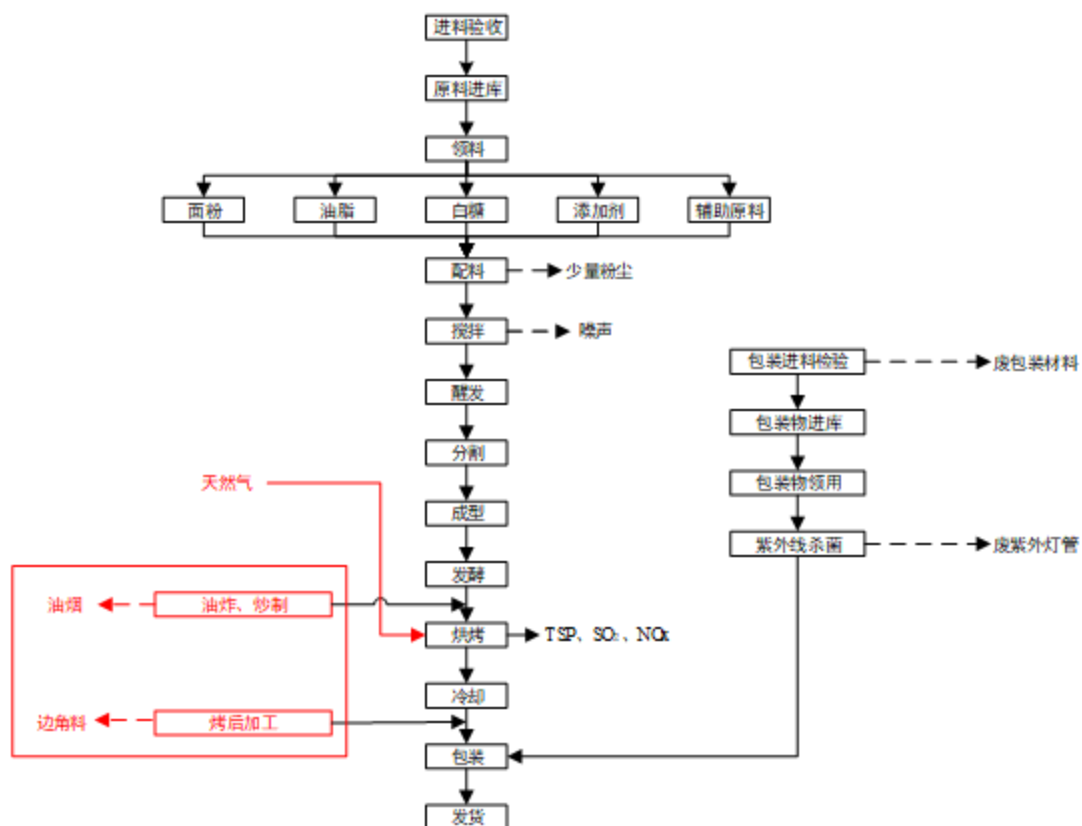 进料验收
原料进库
领料
面粉
油脂
白糖
添加剂
辅助原料
配料
少量粉尘
搅拌
噪声
包装进料检验
废包装材料
醒发
包装物进库
分割
天然气
包装物领用
成型
紫外线杀菌
废紫外灯管
发酵
油烟
油炸、炒制
烘烤
TSP、SO₂、NOx
冷却
边角料
烤后加工
包装
发货